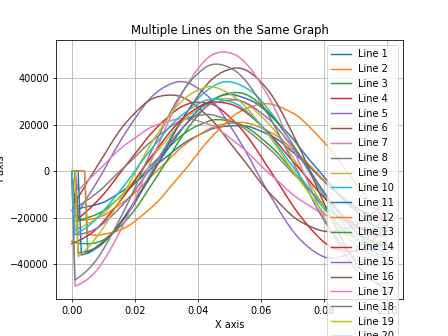 Multiple Lines on the Same Graph
40000
20000
0
−20000
−40000
0.00
0.02
0.04
0.06
X axis
Line 1
Line 2
Line 3
Line 4
Line 5
Line 6
Line 7
Line 8
Line 9
Line 10
Line 11
Line 12
Line 13
Line 14
Line 15
Line 16
Line 17
Line 18
Line 19
Line 20